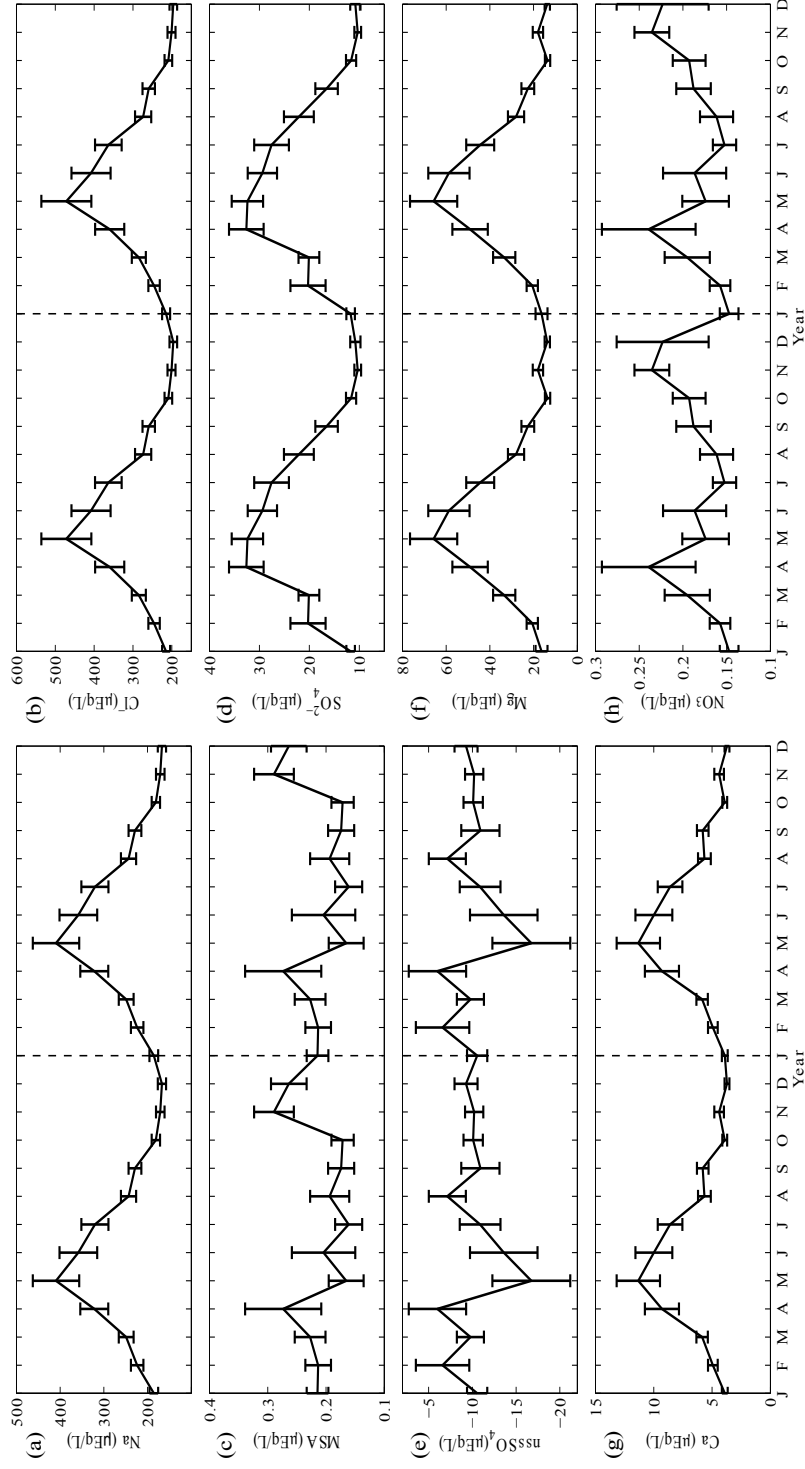 (a)
Na (µEq/L)
500
400
300
200
(b)
Cl⁻(µEq/L)
600
500
400
300
200
(c)
MSA (µEq/L)
0.4
0.3
0.2
0.1
(d)
SO₄²⁻ (µEq/L)
40
30
20
10
(e)
nssSO₄(µEq/L)
−5
−10
−15
−20
(f)
Mg (µEq/L)
80
60
40
20
0
(g)
Ca (µEq/L)
15
10
5
0
J F M A M J J A S O N D J F M A M J J A S O N D
Year
(h)
NO3 (µEq/L)
0.3
0.25
0.2
0.15
0.1
J F M A M J J A S O N D J F M A M J J A S O N D
Year